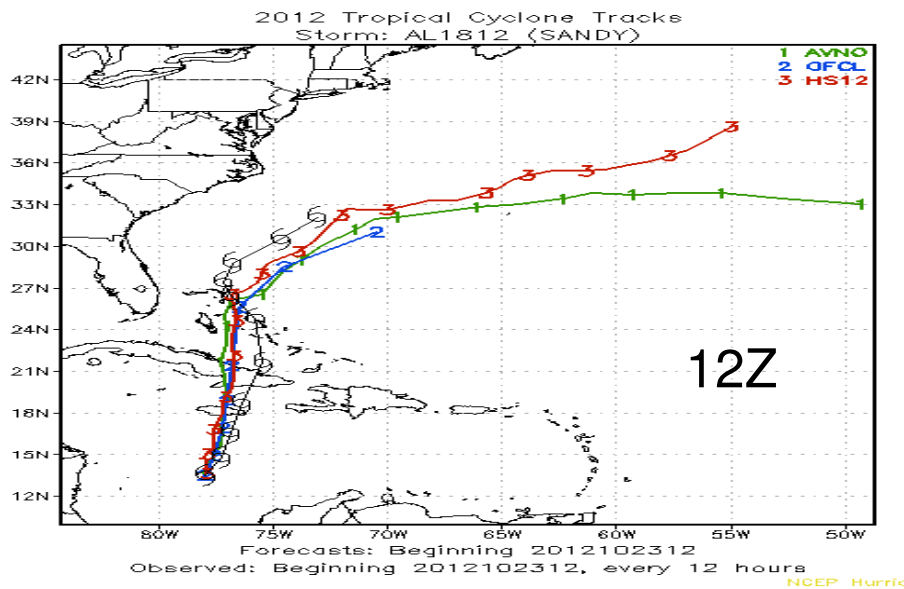 2012 Tropical Cyclone Tracks
Storm: AL1812 (SANDY)
1 AVNO
2 GFCL
3 HS12
42N
39N
36N
33N
30N
27N
24N
21N
18N
15N
12N
12Z
80W 75W 70W 65W 60W 55W 50W
Forecasts: Beginning 2012102312
Observed: Beginning 2012102312, every 12 hours
NCEP Hurric